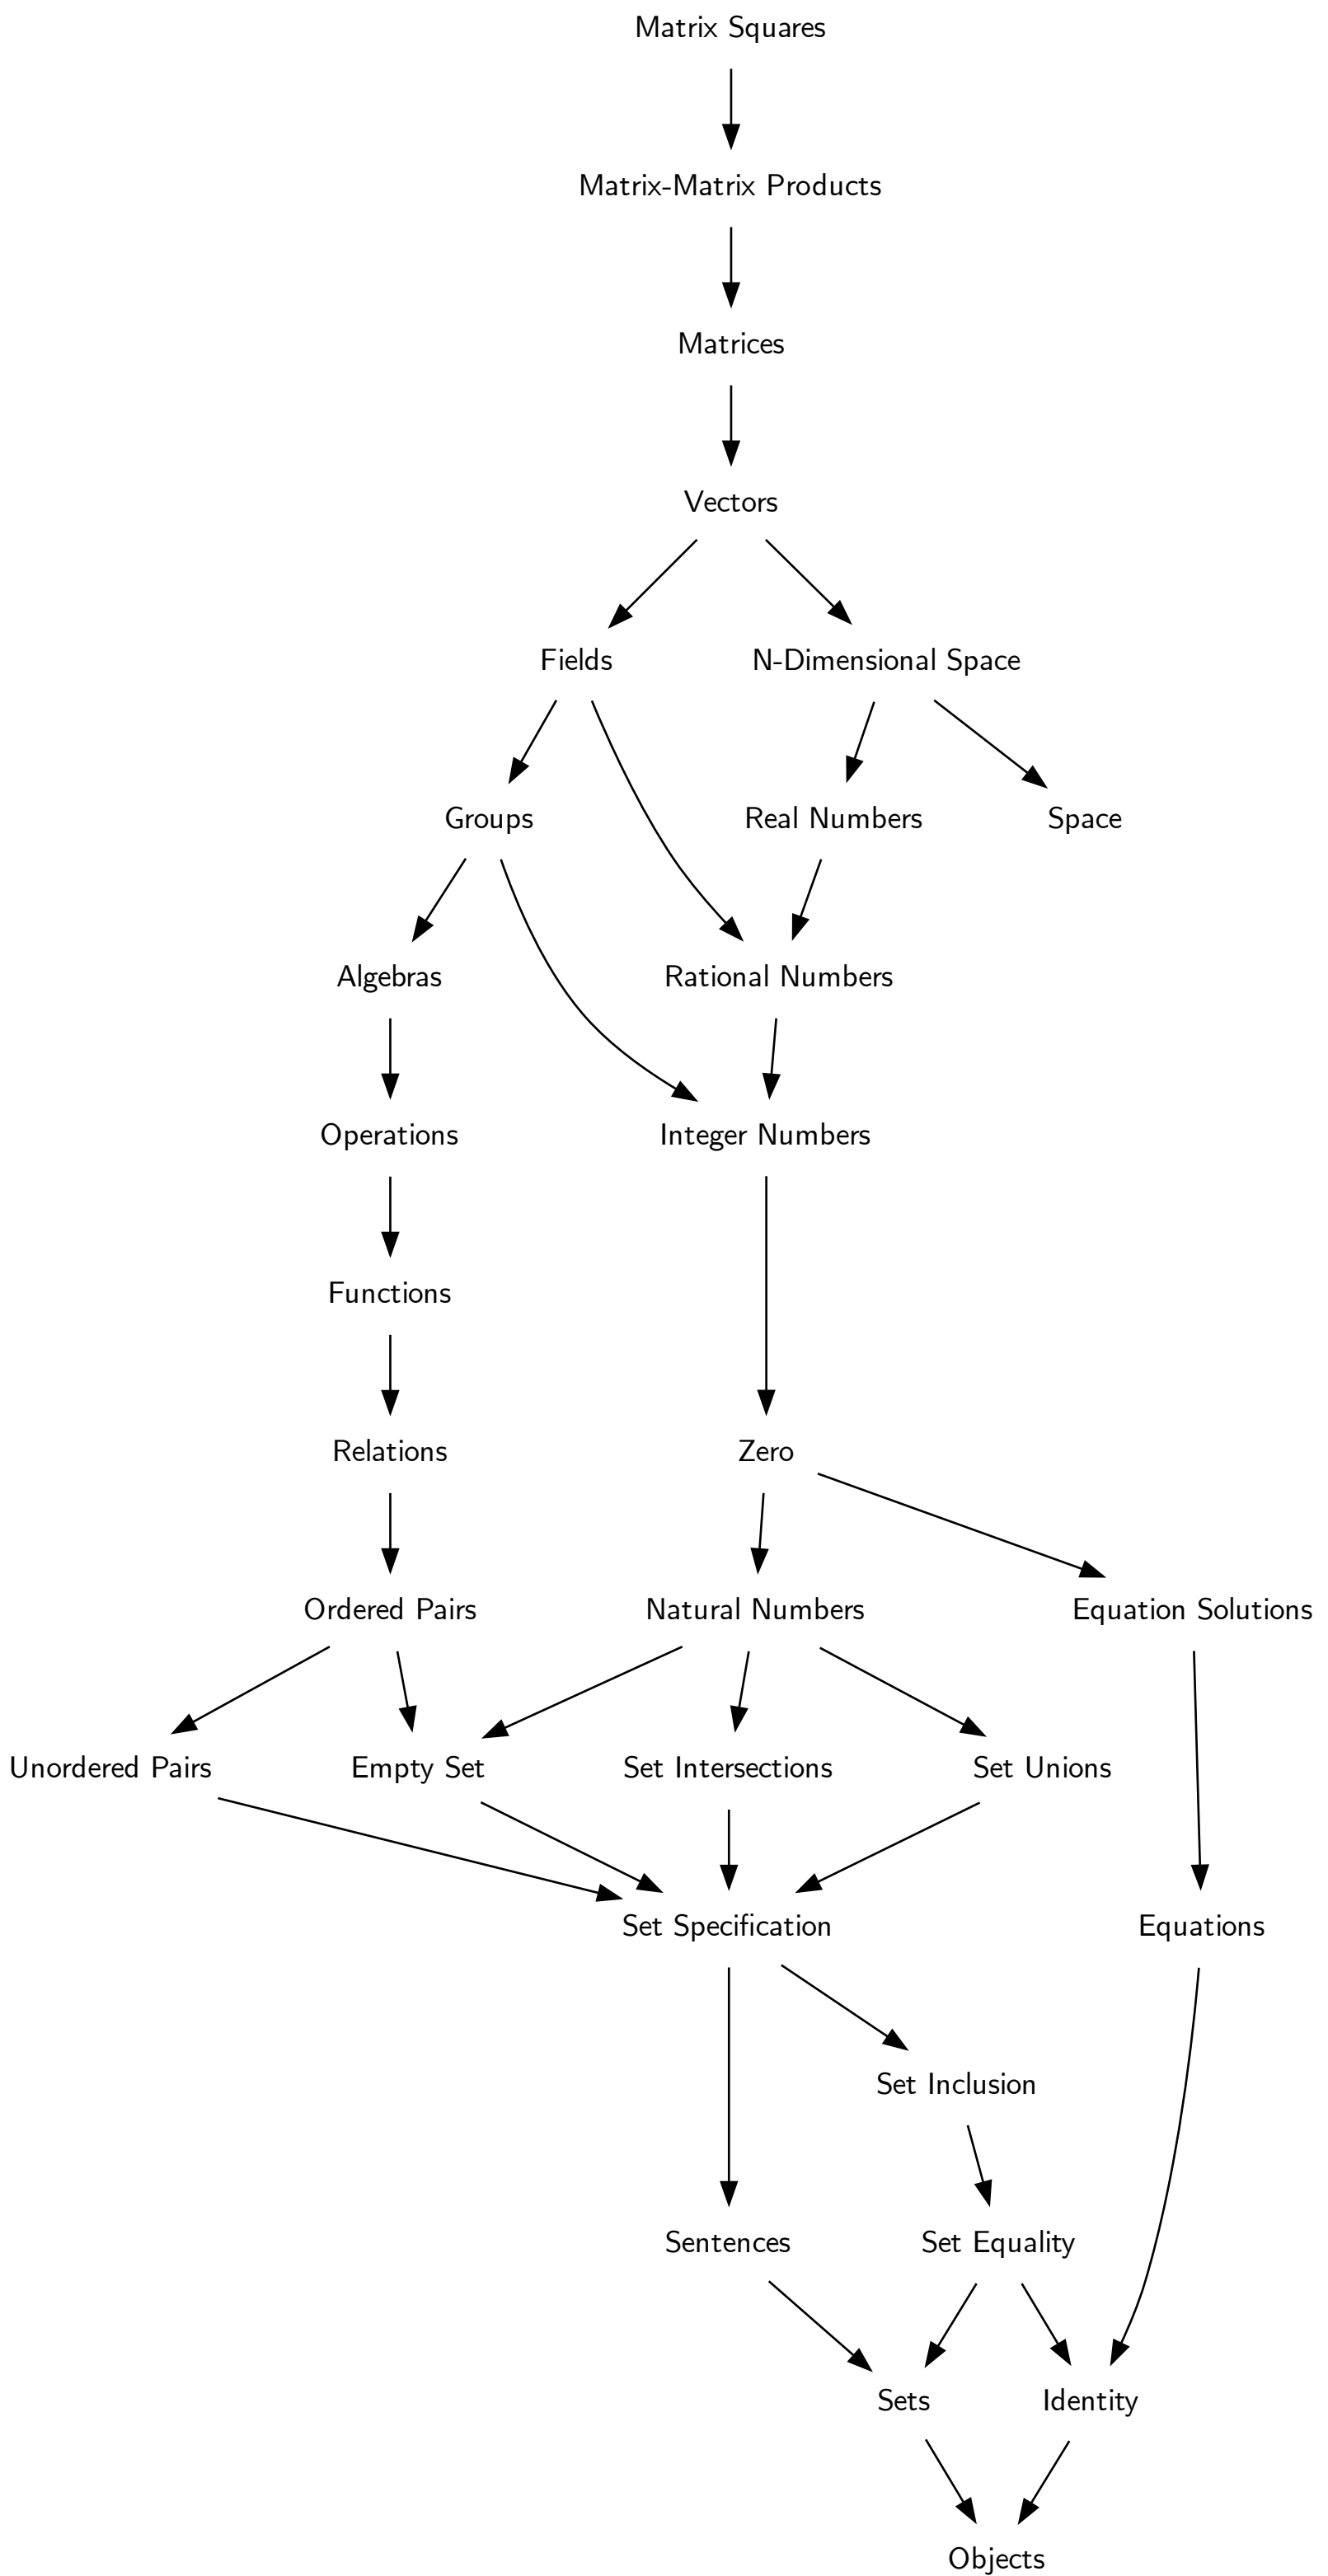 Matrix Squares
Matrix-Matrix Products
Matrices
Vectors
Fields
N-Dimensional Space
Groups
Real Numbers
Space
Algebras
Rational Numbers
Operations
Integer Numbers
Functions
Relations
Zero
Ordered Pairs
Natural Numbers
Equation Solutions
Unordered Pairs
Empty Set
Set Intersections
Set Unions
Set Specification
Equations
Set Inclusion
Sentences
Set Equality
Sets
Identity
Objects